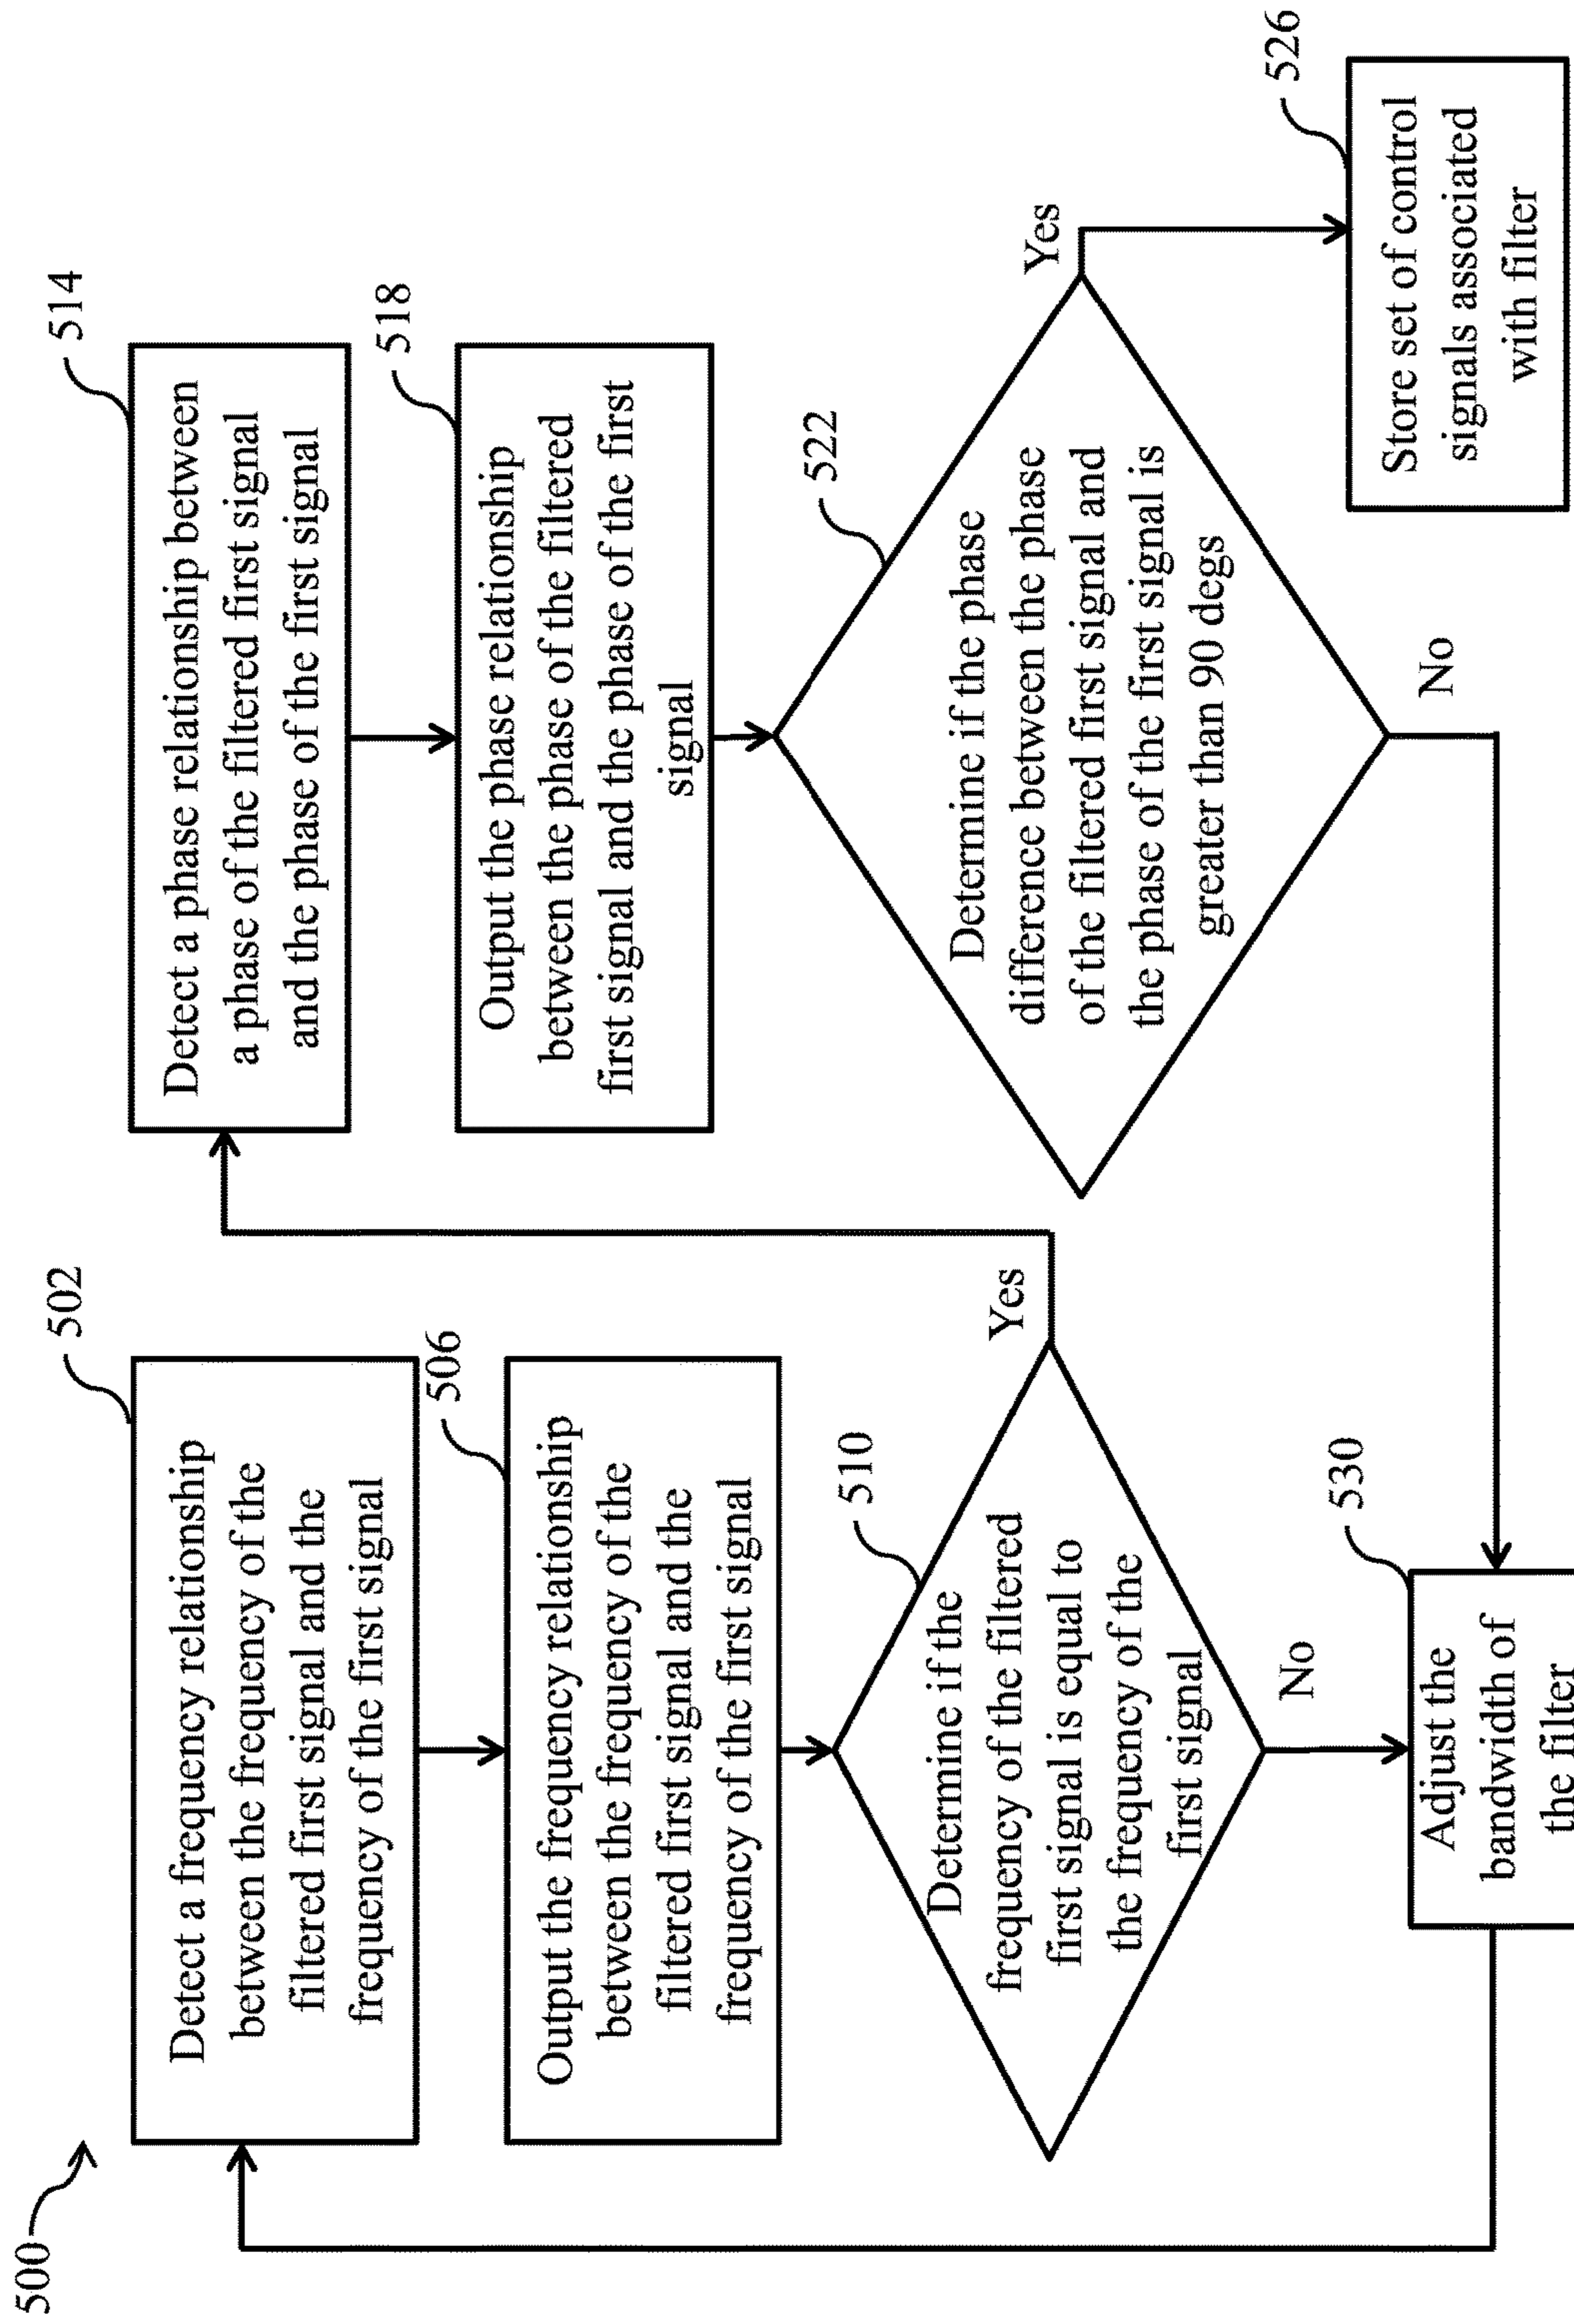 500
502
Detect a frequency relationship
between the frequency of the
filtered first signal and the
frequency of the first signal
506
Output the frequency relationship
between the frequency of the
filtered first signal and the
frequency of the first signal
510
Determine if the
frequency of the filtered
first signal is equal to
the frequency of the
first signal
Yes
No
530
Adjust the
bandwidth of
the filter
514
Detect a phase relationship between
a phase of the filtered first signal
and the phase of the first signal
518
Output the phase relationship
between the phase of the filtered
first signal and the phase of the first
signal
522
Determine if the phase
difference between the phase
of the filtered first signal and
the phase of the first signal is
greater than 90 degs
Yes
No
526
Store set of control
signals associated
with filter